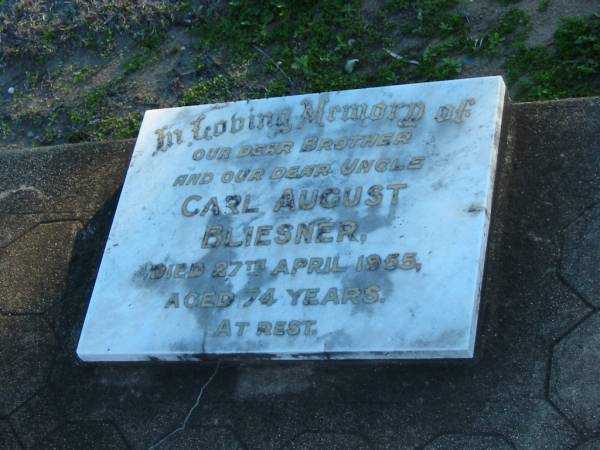 In Loving Memory of
OUR DEAR BROTHER
AND OUR DEAR UNCLE
CARL AUGUST
BLIESNER,
DIED 27TH APRIL 1955,
AGED 74 YEARS.
AT REST.